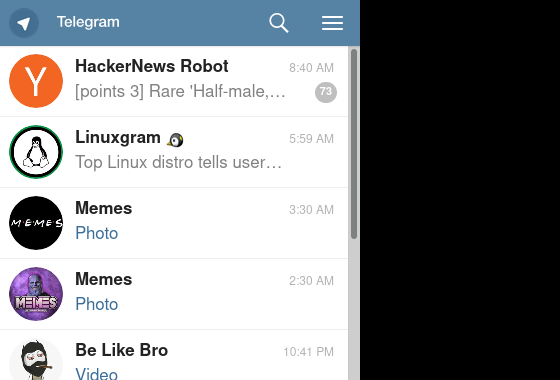 Telegram
HackerNews Robot 8:40 AM
[points 3] Rare 'Half-male,... 73
Linuxgram 🐧 5:59 AM
Top Linux distro tells user...
Memes 3:30 AM
Photo
Memes 2:30 AM
Photo
Be Like Bro 10:41 PM
Video
Y
M·E·M·E·S
MEMES